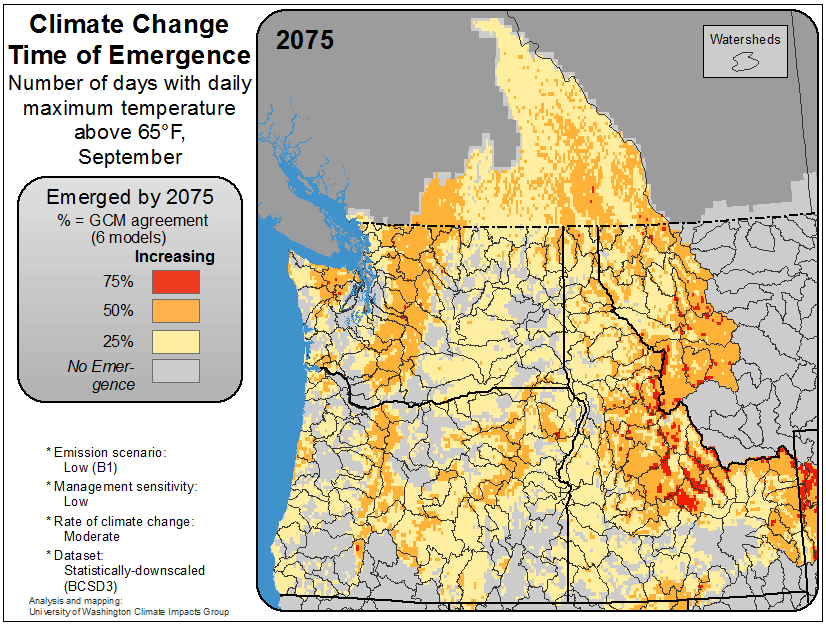 Climate Change
Time of Emergence
Number of days with daily
maximum temperature
above 65°F,
September
Emerged by 2075
% = GCM agreement
(6 models)
Increasing
75%
50%
25%
No Emer-
gence
* Emission scenario:
Low (B1)
* Management sensitivity:
Low
* Rate of climate change:
Moderate
* Dataset:
Statistically-downscaled
(BCSD3)
Analysis and mapping:
University of Washington Climate Impacts Group
2075
Watersheds